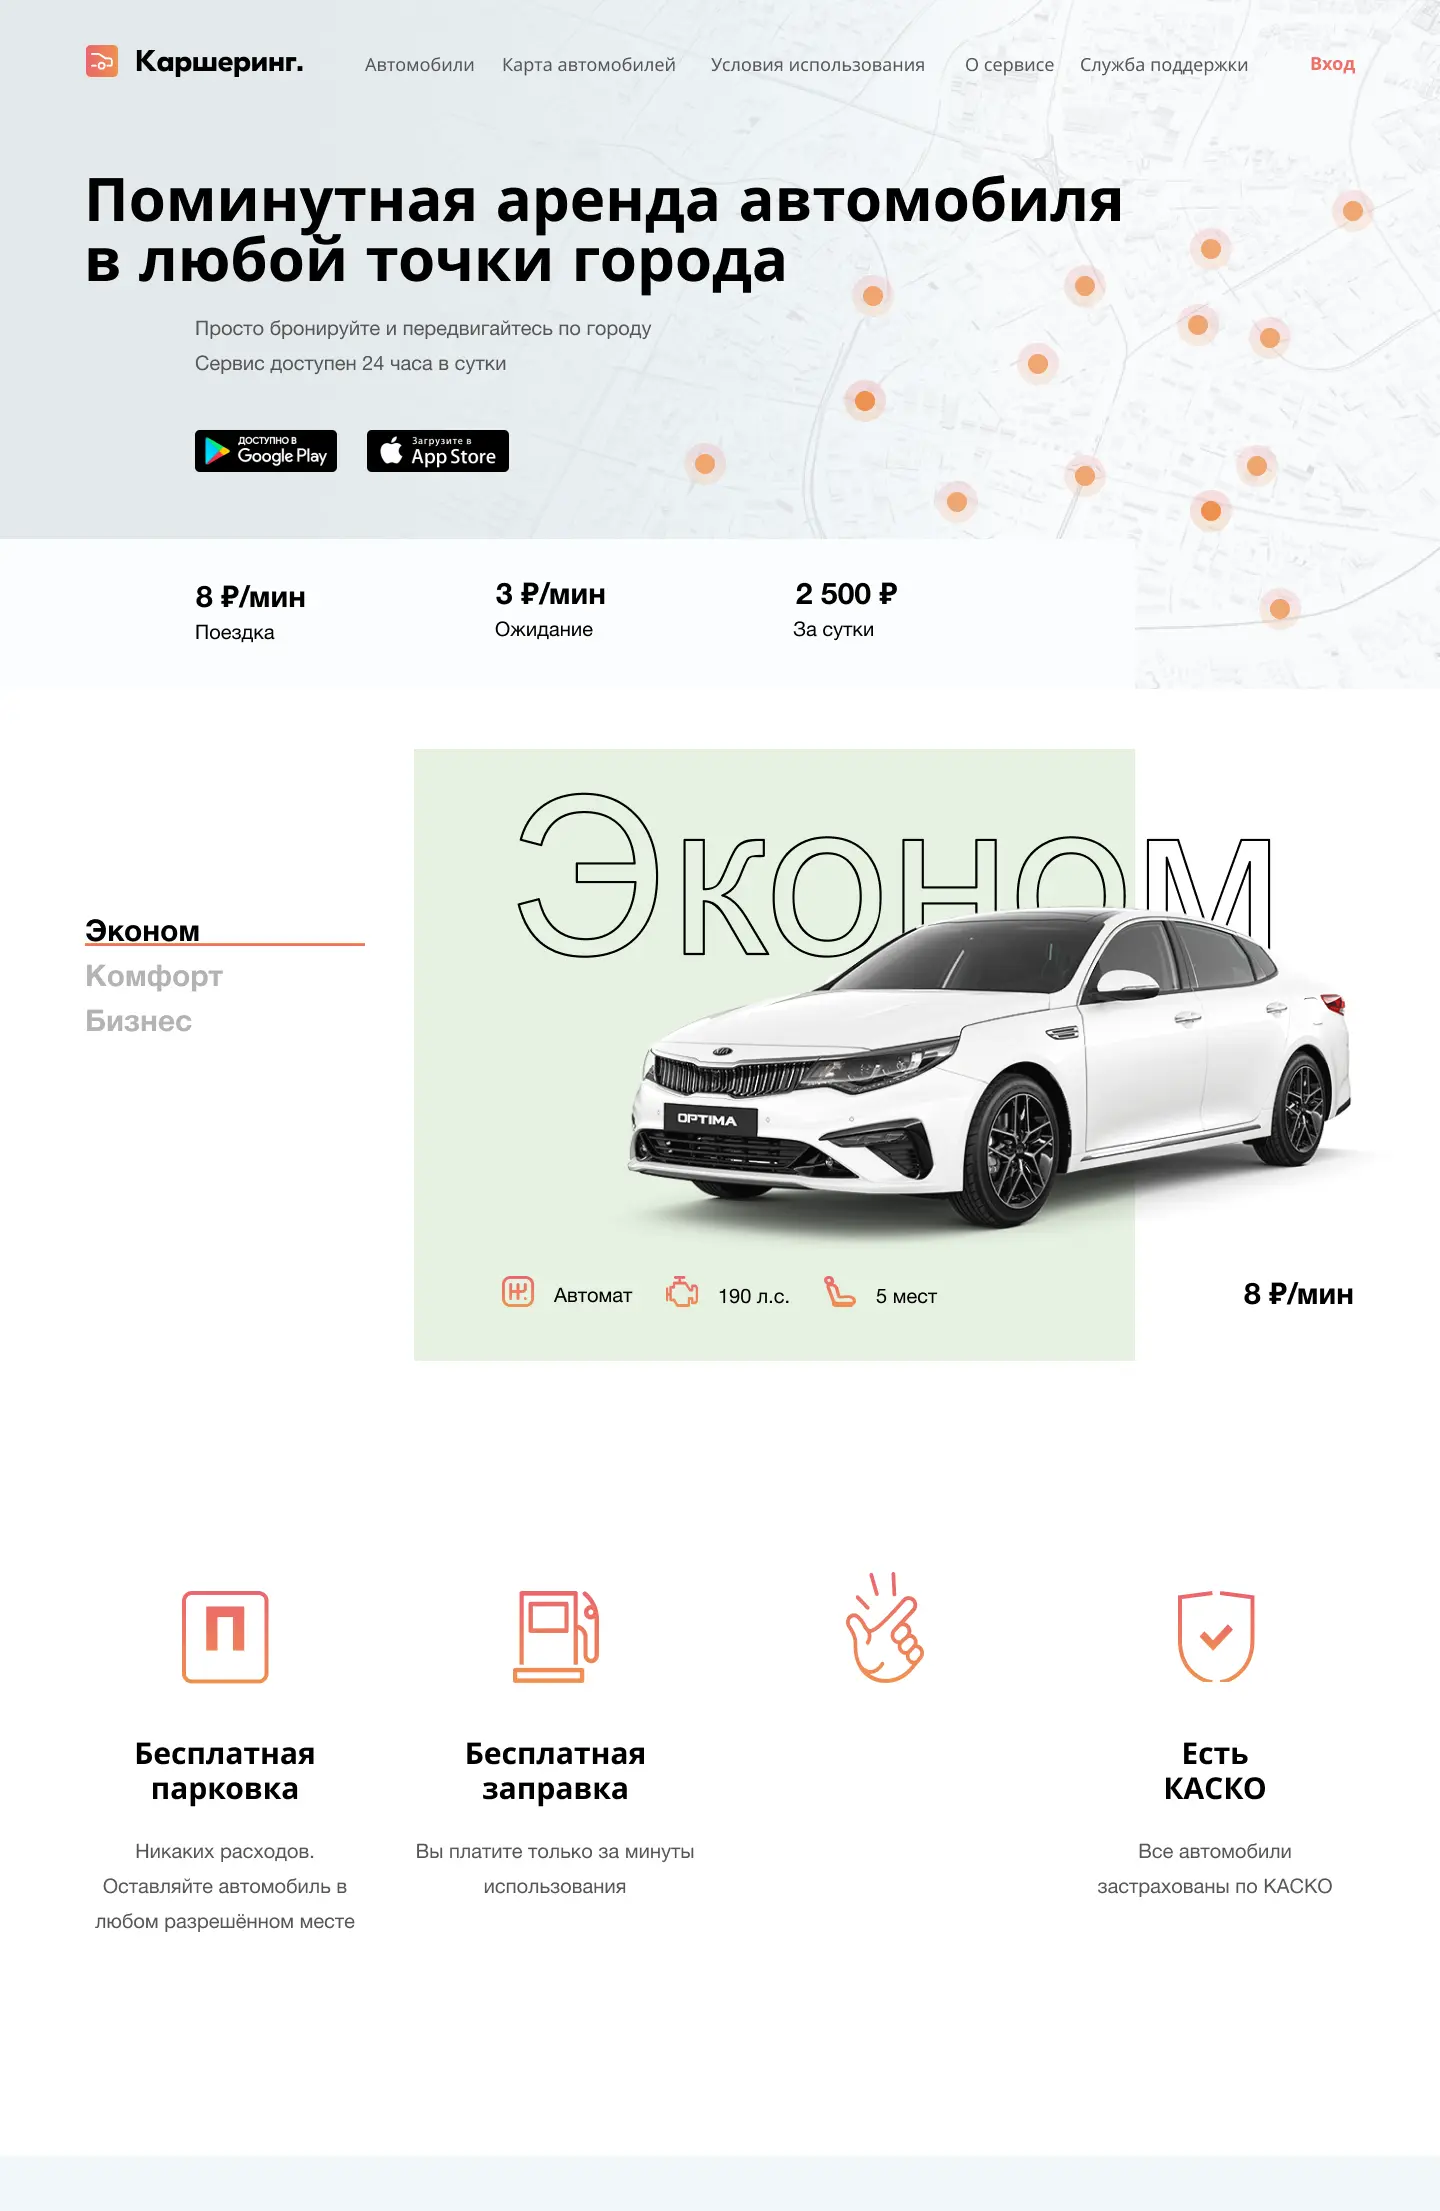 Каршеринг.
Автомобили Карта автомобилей Условия использования О сервисе Служба поддержки Вход
Поминутная аренда автомобиля
в любой точки города
Просто бронируйте и передвигайтесь по городу
Сервис доступен 24 часа в сутки
ДОСТУПНО В
Google Play
Загрузите в
App Store
8 ₽/мин
Поездка
3 ₽/мин
Ожидание
2 500 ₽
За сутки
Эконом
Комфорт
Бизнес
Эконом
KIA
OPTIMA
Автомат
190 л.с.
5 мест
8 ₽/мин
П
Бесплатная
парковка
Никаких расходов.
Оставляйте автомобиль в
любом разрешённом месте
Бесплатная
заправка
Вы платите только за минуты
использования
Есть
КАСКО
Все автомобили
застрахованы по КАСКО